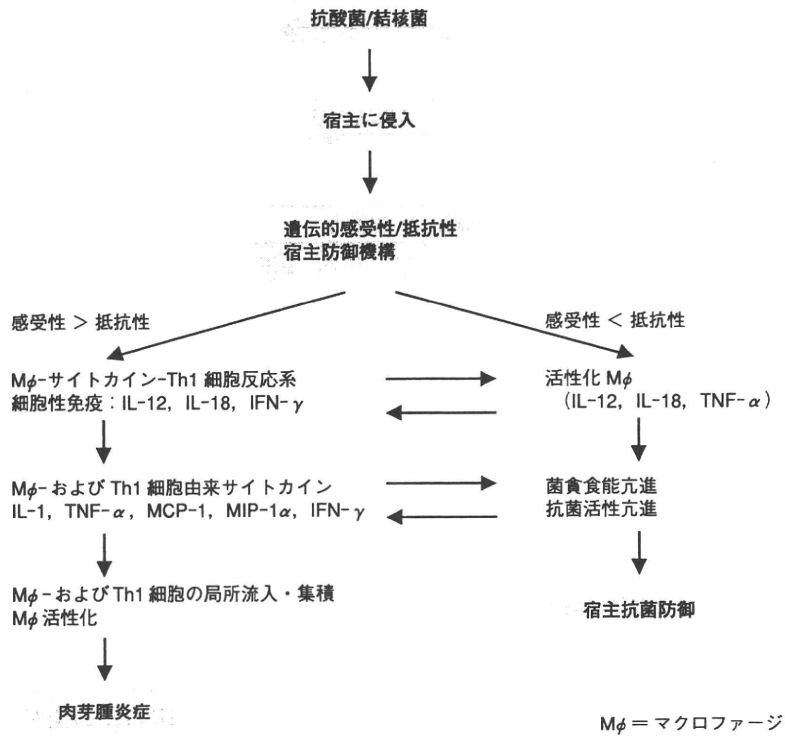 抗酸菌/結核菌
宿主に侵入
遺伝的感受性/抵抗性
宿主防御機構
感受性 > 抵抗性
感受性 < 抵抗性
Mφ-サイトカイン-Th1 細胞反応系
細胞性免疫:IL-12, IL-18, IFN-γ
活性化 Mφ
(IL-12, IL-18, TNF-α)
Mφ-および Th1 細胞由来サイトカイン
IL-1, TNF-α, MCP-1, MIP-1α, IFN-γ
菌貪食能亢進
抗菌活性亢進
Mφ-および Th1 細胞の局所流入・集積
Mφ 活性化
宿主抗菌防御
肉芽腫炎症
Mφ = マクロファージ